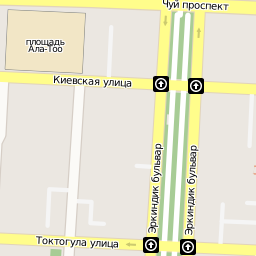 Чуй проспект
площадь
Ала-Тоо
Киевская улица
Эркиндик бульвар
Эркиндик бульвар
Токтогула улица